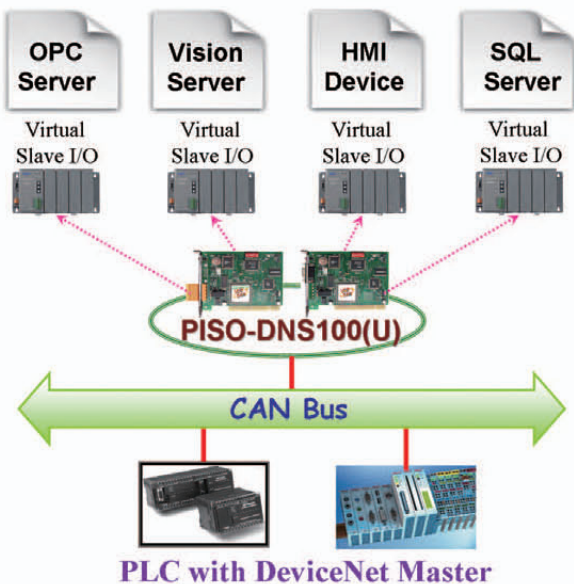 OPC
Server
Vision
Server
HMI
Device
SQL
Server
Virtual
Slave I/O
Virtual
Slave I/O
Virtual
Slave I/O
Virtual
Slave I/O
PISO-DNS100(U)
CAN Bus
PLC with DeviceNet Master